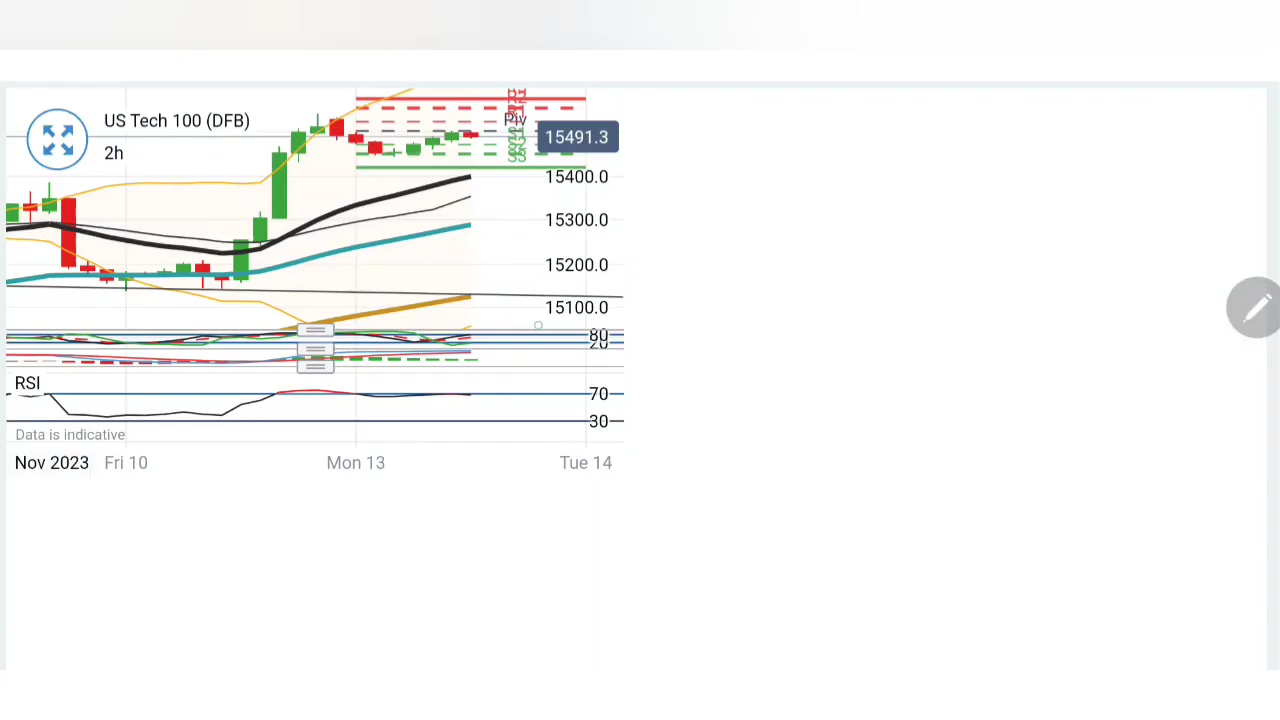 US Tech 100 (DFB)
2h
Piv
15491.3
15400.0
15300.0
15200.0
15100.0
80
20
RSI
70
30
Data is indicative
Nov 2023 Fri 10 Mon 13 Tue 14